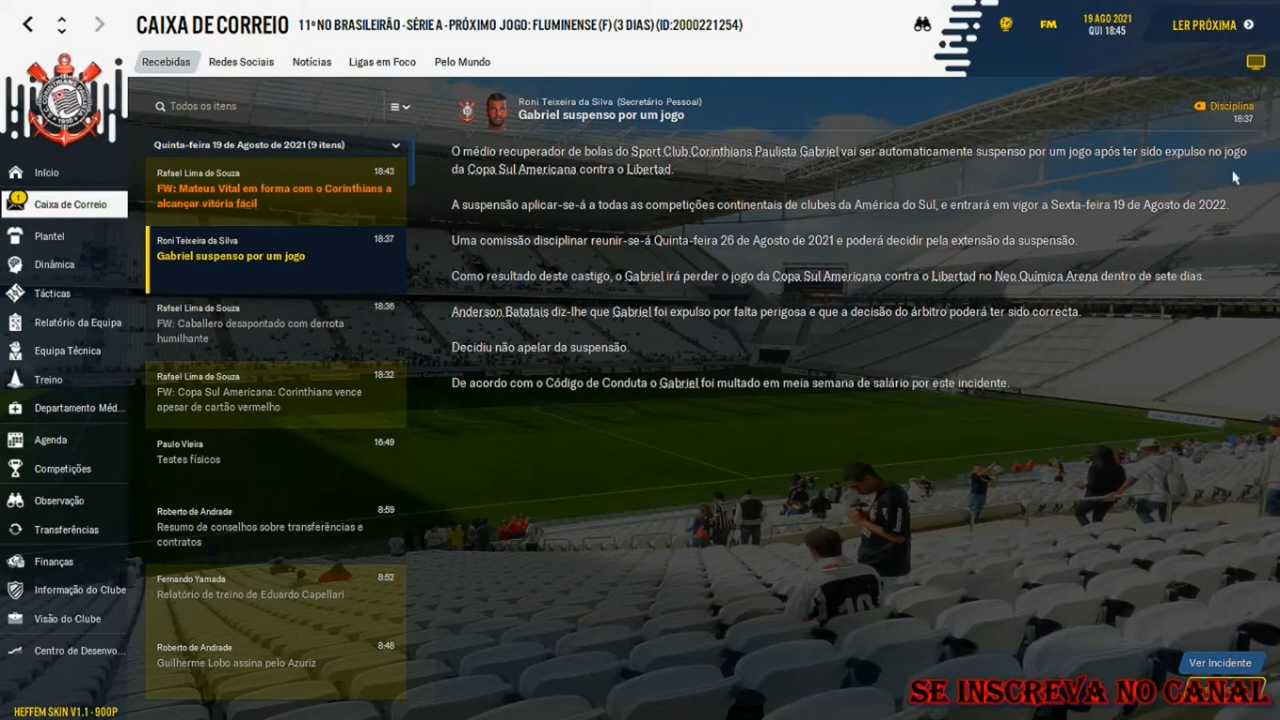 CAIXA DE CORREIO
11º NO BRASILEIRÃO - SÉRIE A - PRÓXIMO JOGO: FLUMINENSE (F) (3 DIAS) (ID:2000221254)
FM
19 AGO 2021
QUI 18:45
LER PRÓXIMA
Recebidas
Redes Sociais
Notícias
Ligas em Foco
Pelo Mundo
Início
1
Caixa de Correio
Plantel
Dinâmica
Tácticas
Relatório da Equipa
Equipa Técnica
Treino
Departamento Méd...
Agenda
Competições
Observação
Transferências
Finanças
Informação do Clube
Visão do Clube
Centro de Desenvo...
HEFFEM SKIN V1.1 - 900P
Todos os itens
Quinta-feira 19 de Agosto de 2021 (9 itens)
Rafael Lima de Souza 18:43
FW: Mateus Vital em forma com o Corinthians a
alcançar vitória fácil
Roni Teixeira da Silva 18:37
Gabriel suspenso por um jogo
Rafael Lima de Souza 18:36
FW: Caballero desapontado com derrota
humilhante
Rafael Lima de Souza 18:32
FW: Copa Sul Americana: Corinthians vence
apesar de cartão vermelho
Paulo Vieira 16:49
Testes físicos
Roberto de Andrade 8:59
Resumo de conselhos sobre transferências e
contratos
Fernando Yamada 8:52
Relatório de treino de Eduardo Capellari
Roberto de Andrade 8:48
Guilherme Lobo assina pelo Azuriz
Roni Teixeira da Silva (Secretário Pessoal)
Gabriel suspenso por um jogo
Disciplina
18:37
O médio recuperador de bolas do Sport Club Corinthians Paulista Gabriel vai ser automaticamente suspenso por um jogo após ter sido expulso no jogo
da Copa Sul Americana contra o Libertad.
A suspensão aplicar-se-á a todas as competições continentais de clubes da América do Sul, e entrará em vigor a Sexta-feira 19 de Agosto de 2022.
Uma comissão disciplinar reunir-se-á Quinta-feira 26 de Agosto de 2021 e poderá decidir pela extensão da suspensão.
Como resultado deste castigo, o Gabriel irá perder o jogo da Copa Sul Americana contra o Libertad no Neo Química Arena dentro de sete dias.
Anderson Batatais diz-lhe que Gabriel foi expulso por falta perigosa e que a decisão do árbitro poderá ter sido correcta.
Decidiu não apelar da suspensão.
De acordo com o Código de Conduta o Gabriel foi multado em meia semana de salário por este incidente.
Ver Incidente
SE INSCREVA NO CANAL